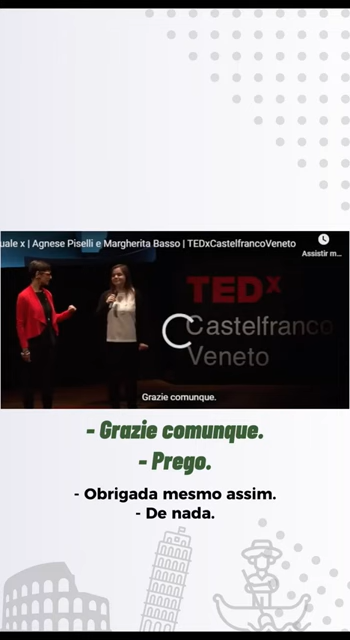 uale x | Agnese Piselli e Margherita Basso | TEDxCastelfrancoVeneto
Assistir m...
TEDx
Castelfranco
Veneto
Grazie comunque.
- Grazie comunque.
- Prego.
- Obrigada mesmo assim.
- De nada.